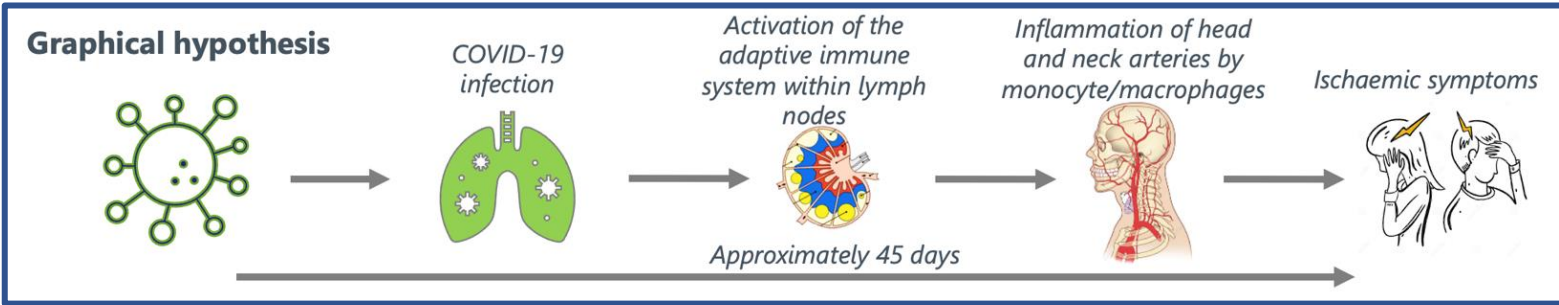 Graphical hypothesis
COVID-19
infection
Activation of the
adaptive immune
system within lymph
nodes
Inflammation of head
and neck arteries by
monocyte/macrophages
Ischaemic symptoms
Approximately 45 days